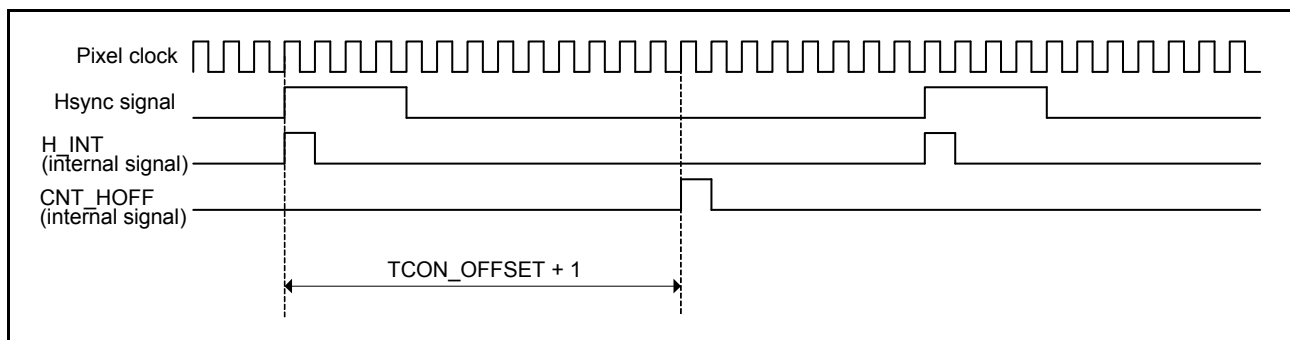 Pixel clock
Hsync signal
H_INT
(internal signal)
CNT_HOFF
(internal signal)
TCON_OFFSET + 1